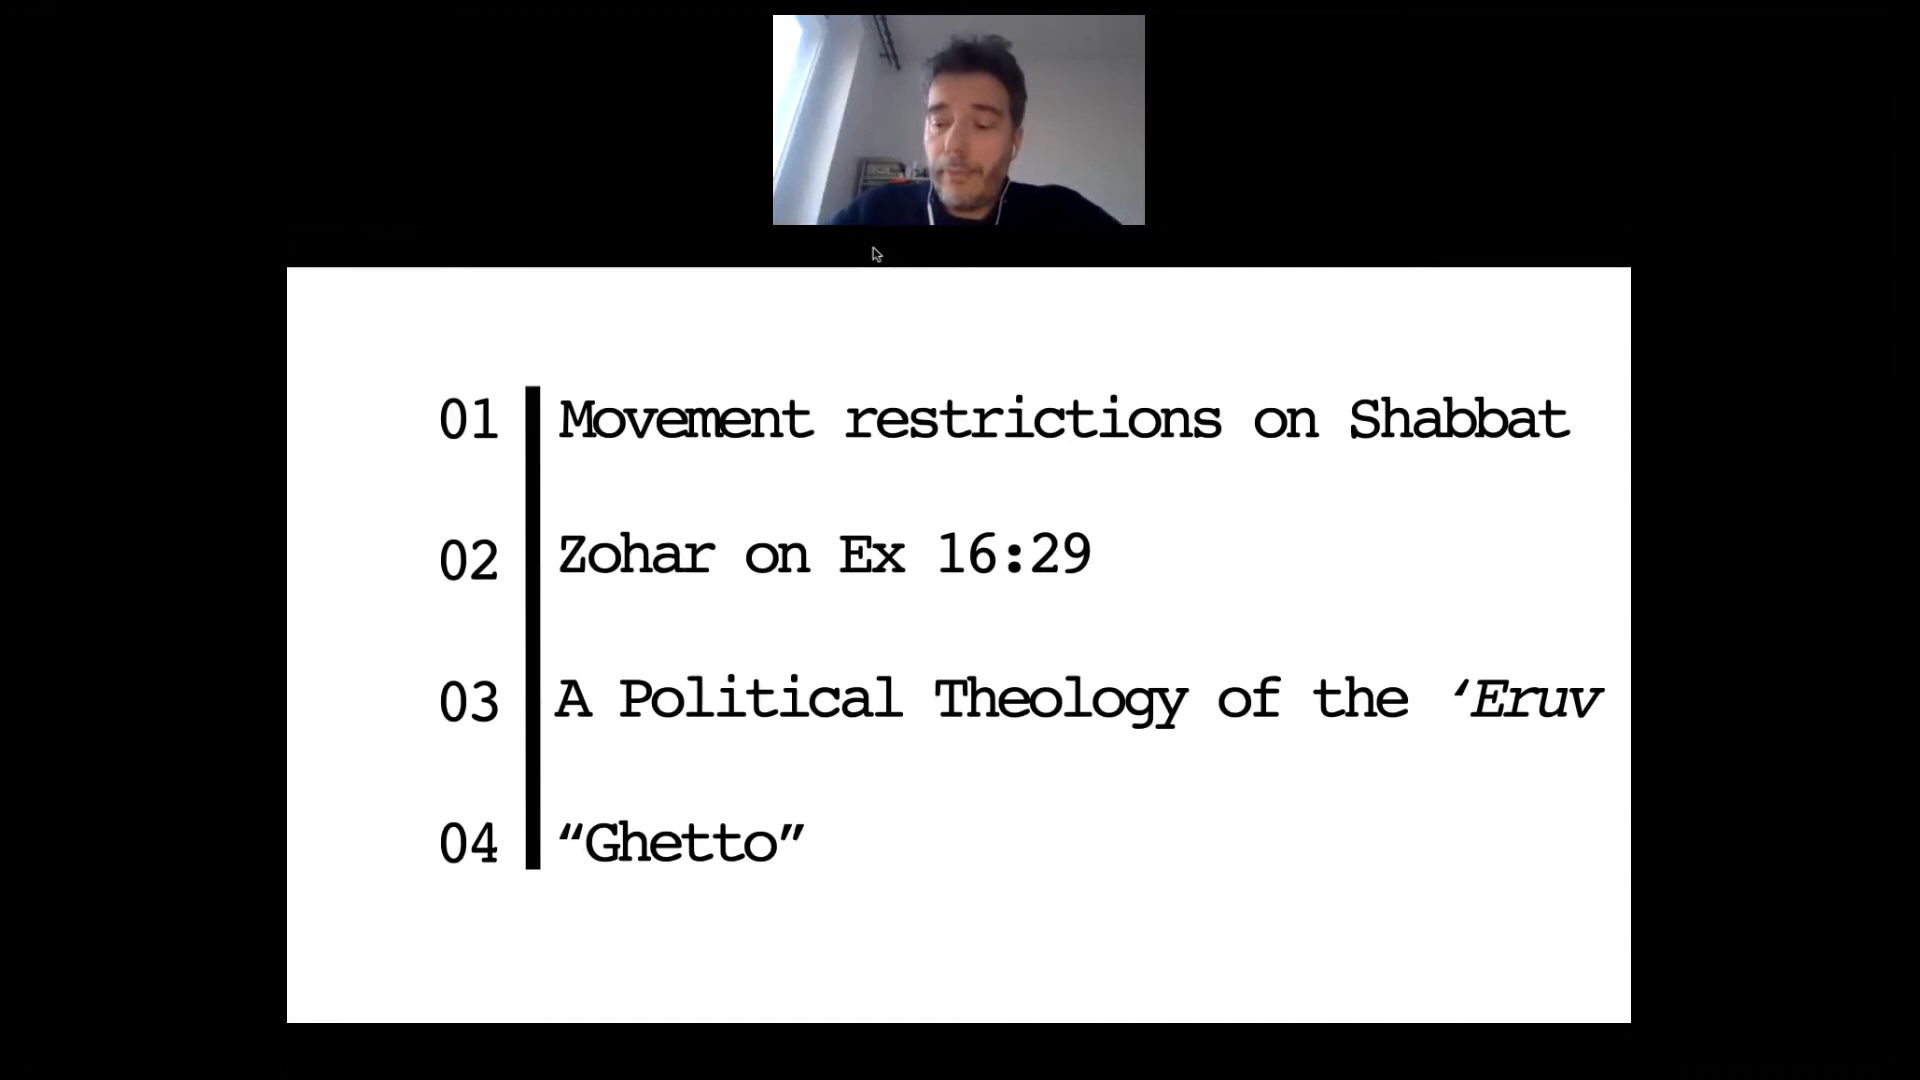 01 Movement restrictions on Shabbat
02 Zohar on Ex 16:29
03 A Political Theology of the ‘Eruv
04 “Ghetto”